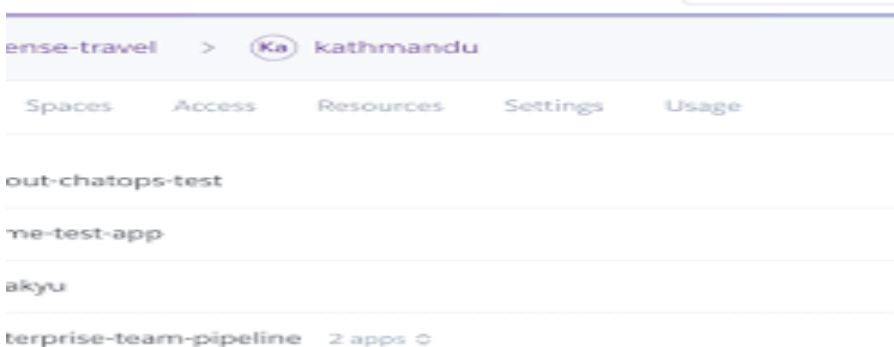 ense-travel > Ka kathmandu
Spaces Access Resources Settings Usage
out-chatops-test
me-test-app
akyu
terprise-team-pipeline 2 apps